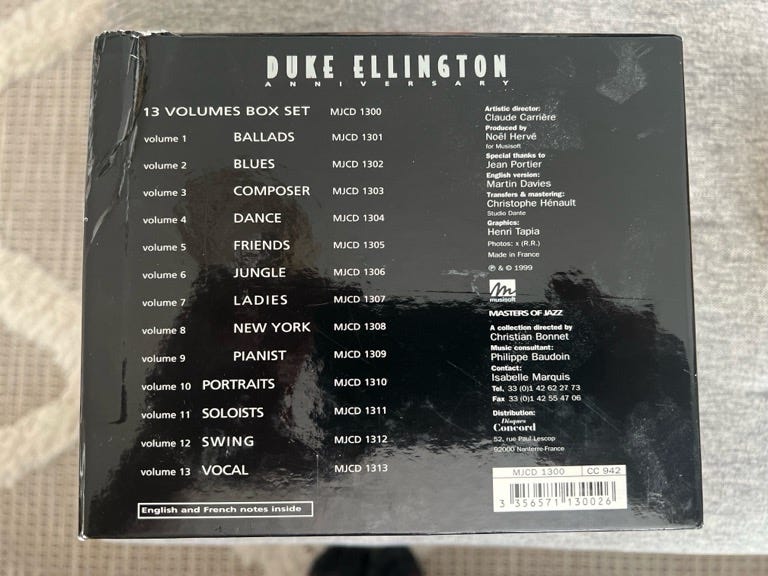 DUKE ELLINGTON
ANNIVERSARY
13 VOLUMES BOX SET MJCD 1300
volume 1 BALLADS MJCD 1301
volume 2 BLUES MJCD 1302
volume 3 COMPOSER MJCD 1303
volume 4 DANCE MJCD 1304
volume 5 FRIENDS MJCD 1305
volume 6 JUNGLE MJCD 1306
volume 7 LADIES MJCD 1307
volume 8 NEW YORK MJCD 1308
volume 9 PIANIST MJCD 1309
volume 10 PORTRAITS MJCD 1310
volume 11 SOLOISTS MJCD 1311
volume 12 SWING MJCD 1312
volume 13 VOCAL MJCD 1313
English and French notes inside
Artistic director:
Claude Carrière
Produced by
Noël Hervé
for Musisoft
Special thanks to
Jean Portier
English version:
Martin Davies
Transfers & mastering:
Christophe Hénault
Studio Dante
Graphics:
Henri Tapia
Photos: x (R.R.)
Made in France
℗ & © 1999
m
musisoft
MASTERS OF JAZZ
A collection directed by
Christian Bonnet
Music consultant:
Philippe Baudoin
Contact:
Isabelle Marquis
Tel. 33 (0)1 42 62 27 73
Fax 33 (0)1 42 55 47 06
Distribution:
Disques
Concord
52, rue Paul Lescop
92000 Nanterre-France
MJCD 1300 CC 942
3 356571 130026